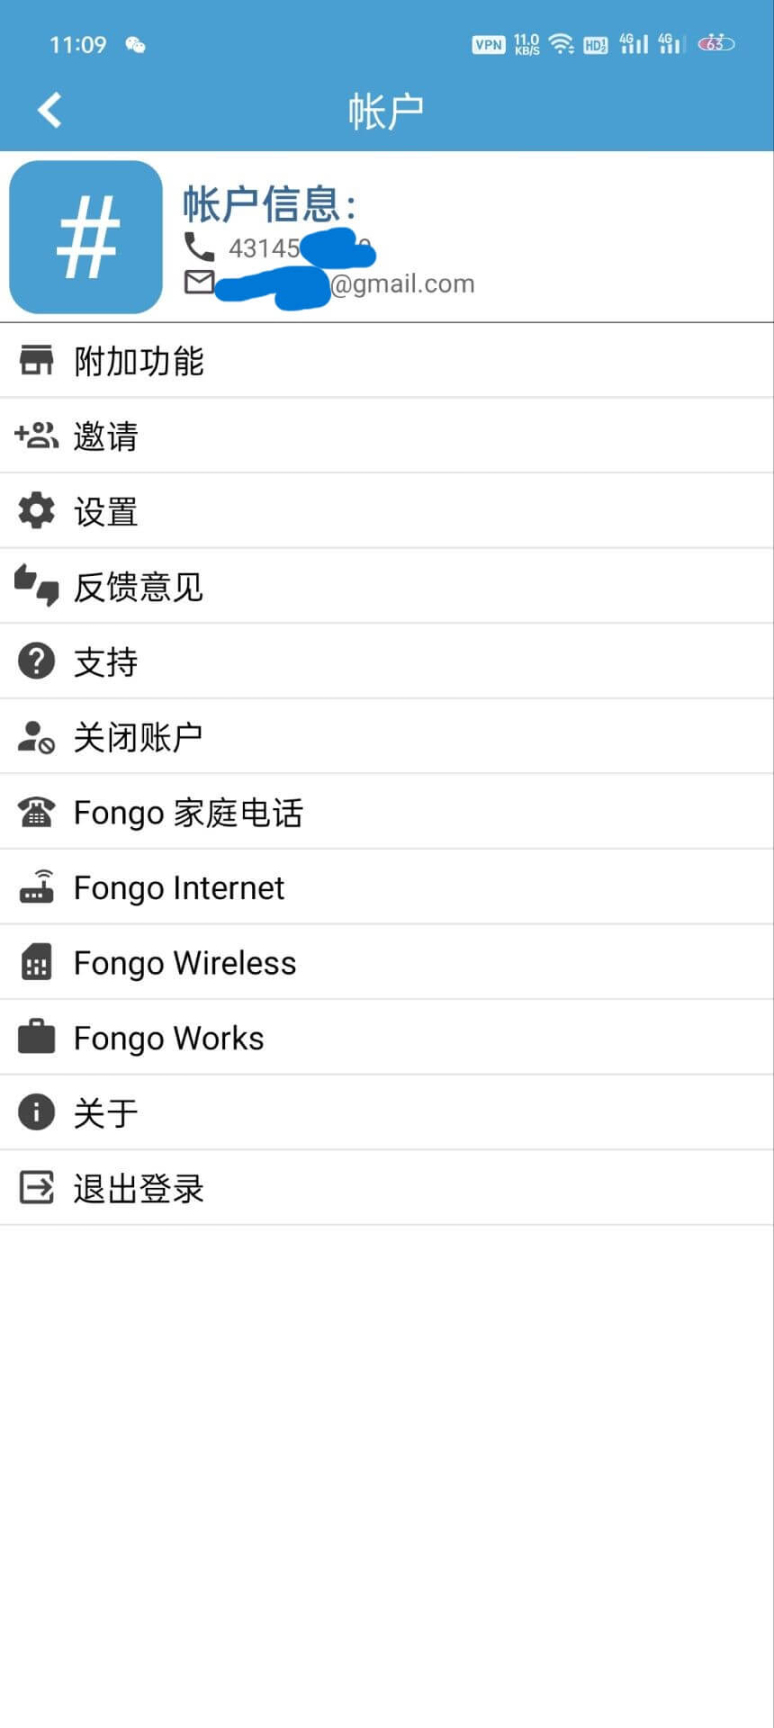 11:09
VPN 11.0 KB/S HD 4G 4G 63
帐户
#
帐户信息：
43145
@gmail.com
附加功能
邀请
设置
反馈意见
支持
关闭账户
Fongo 家庭电话
Fongo Internet
Fongo Wireless
Fongo Works
关于
退出登录